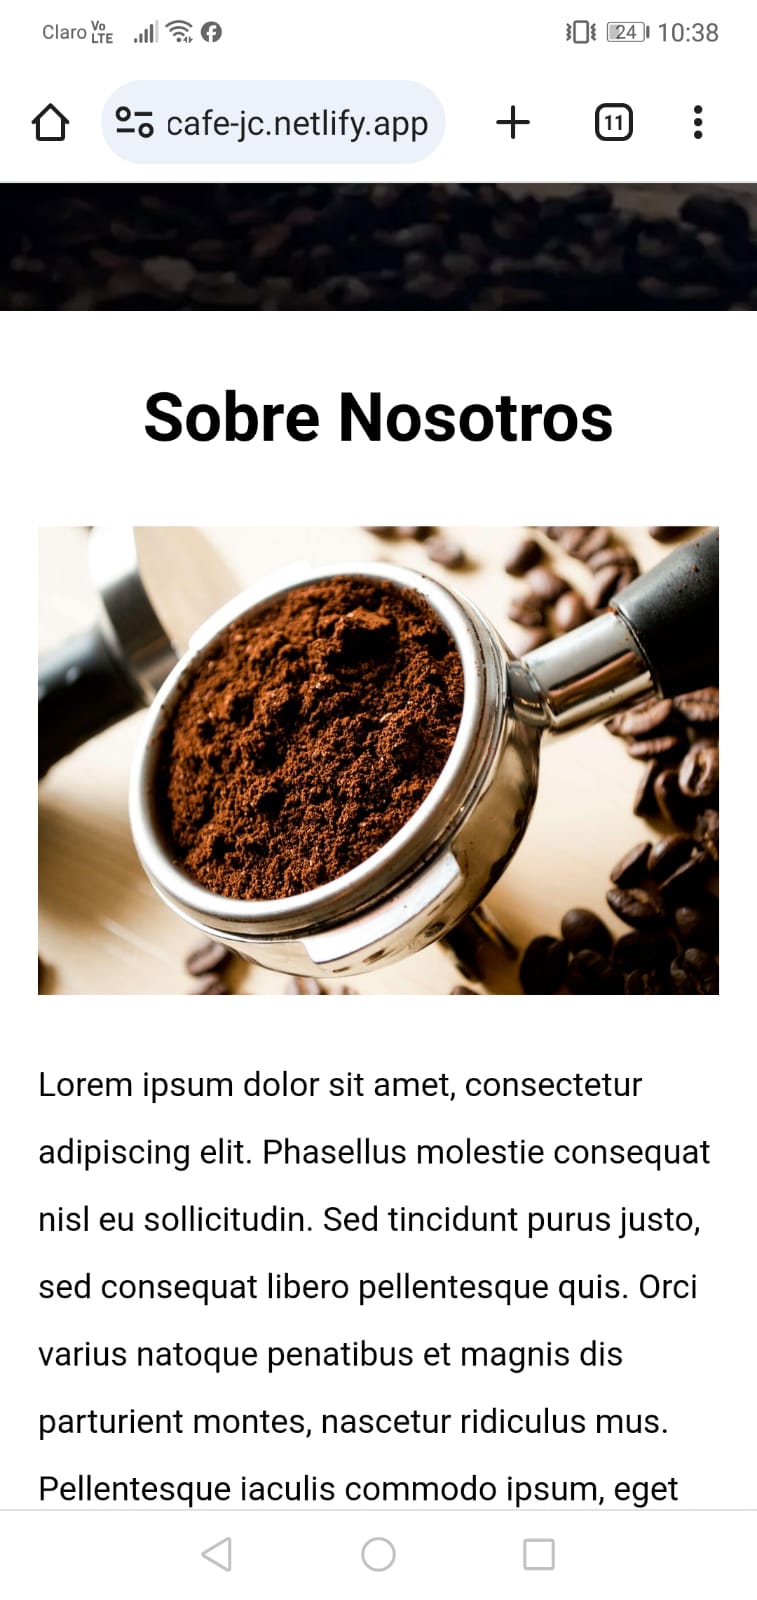 Claro Vo LTE 24 10:38
cafe-jc.netlify.app 11
Sobre Nosotros
Lorem ipsum dolor sit amet, consectetur
adipiscing elit. Phasellus molestie consequat
nisl eu sollicitudin. Sed tincidunt purus justo,
sed consequat libero pellentesque quis. Orci
varius natoque penatibus et magnis dis
parturient montes, nascetur ridiculus mus.
Pellentesque iaculis commodo ipsum, eget